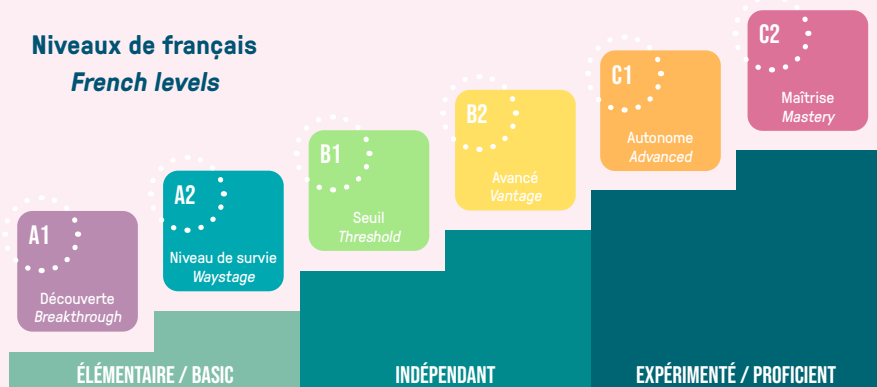 Niveaux de français
French levels
A1
Découverte
Breakthrough
A2
Niveau de survie
Waystage
B1
Seuil
Threshold
B2
Avancé
Vantage
C1
Autonome
Advanced
C2
Maîtrise
Mastery
ÉLÉMENTAIRE / BASIC
INDÉPENDANT
EXPÉRIMENTÉ / PROFICIENT